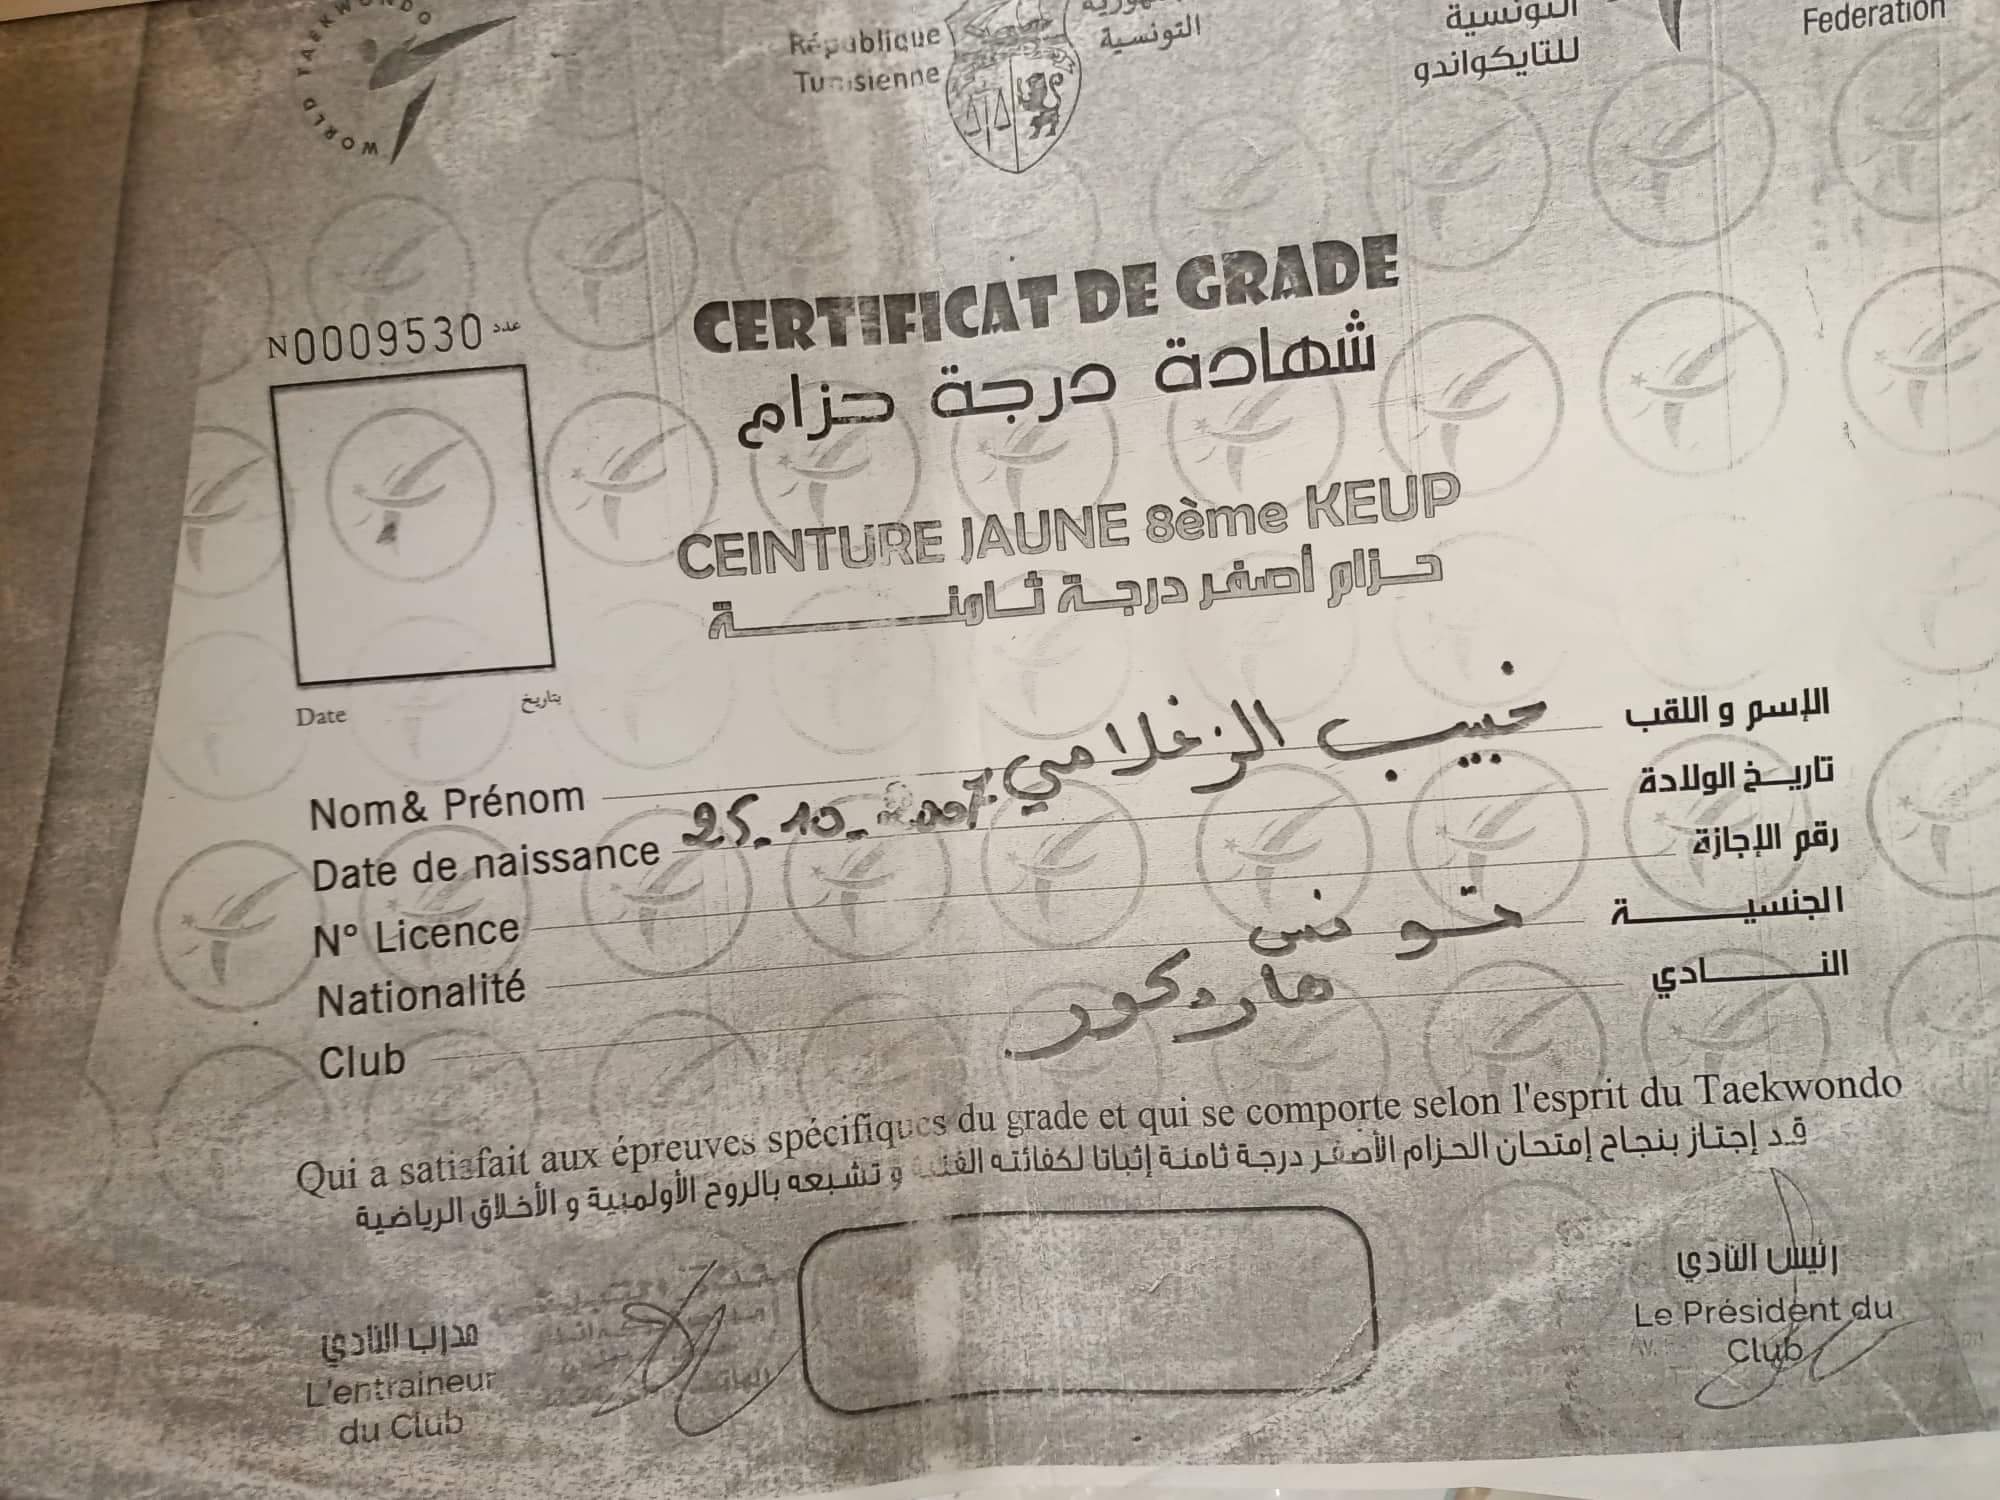 WORLD TAEKWONDO
République
Tunisienne
التونسية
التونسية
للتايكواندو
Federation
CERTIFICAT DE GRADE
شهادة درجة حزام
N0009530 عدد
CEINTURE JAUNE 8ème KEUP
حزام أصفر درجة ثامنة
Date بتاريخ
Nom& Prénom خبيب الزغلامي الإسم و اللقب
Date de naissance 25.10.2007 تاريخ الولادة
N° Licence رقم الإجازة
Nationalité تونس الجنسية
Club هاردكور النادي
Qui a satisfait aux épreuves spécifiques du grade et qui se comporte selon l'esprit du Taekwondo
قد إجتاز بنجاح إمتحان الحزام الأصفر درجة ثامنة إثباتا لكفائته الفنية و تشبعه بالروح الأولمبية و الأخلاق الرياضية
رئيس النادي
Le Président du
Club
مدرب النادي
L'entraineur
du Club